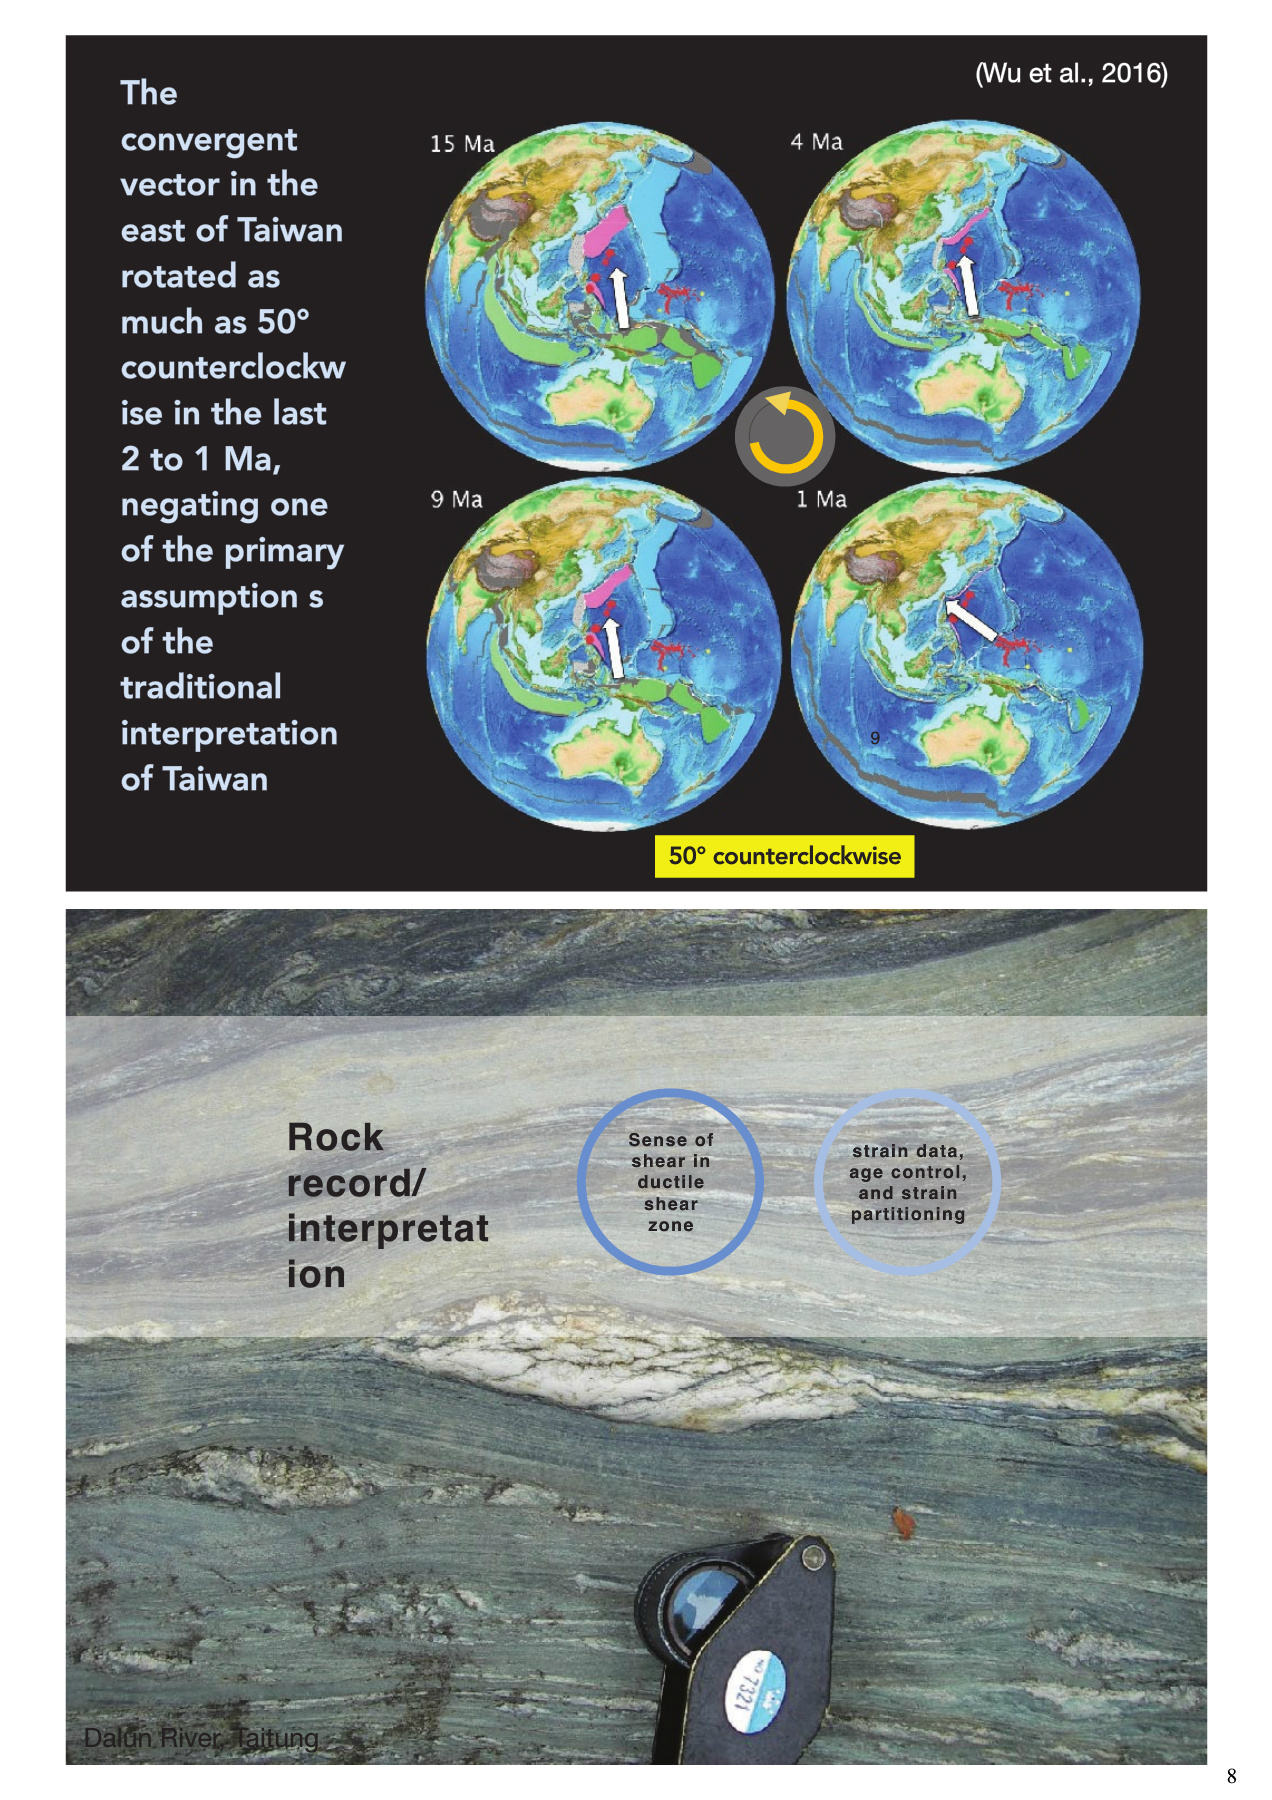 The
convergent
vector in the
east of Taiwan
rotated as
much as 50°
counterclockw
ise in the last
2 to 1 Ma,
negating one
of the primary
assumption s
of the
traditional
interpretation
of Taiwan
(Wu et al., 2016)
15 Ma
4 Ma
9 Ma
1 Ma
9
50° counterclockwise
Rock
record/
interpretat
ion
Sense of
shear in
ductile
shear
zone
strain data,
age control,
and strain
partitioning
NO 7321
Dalun River, Taitung
8